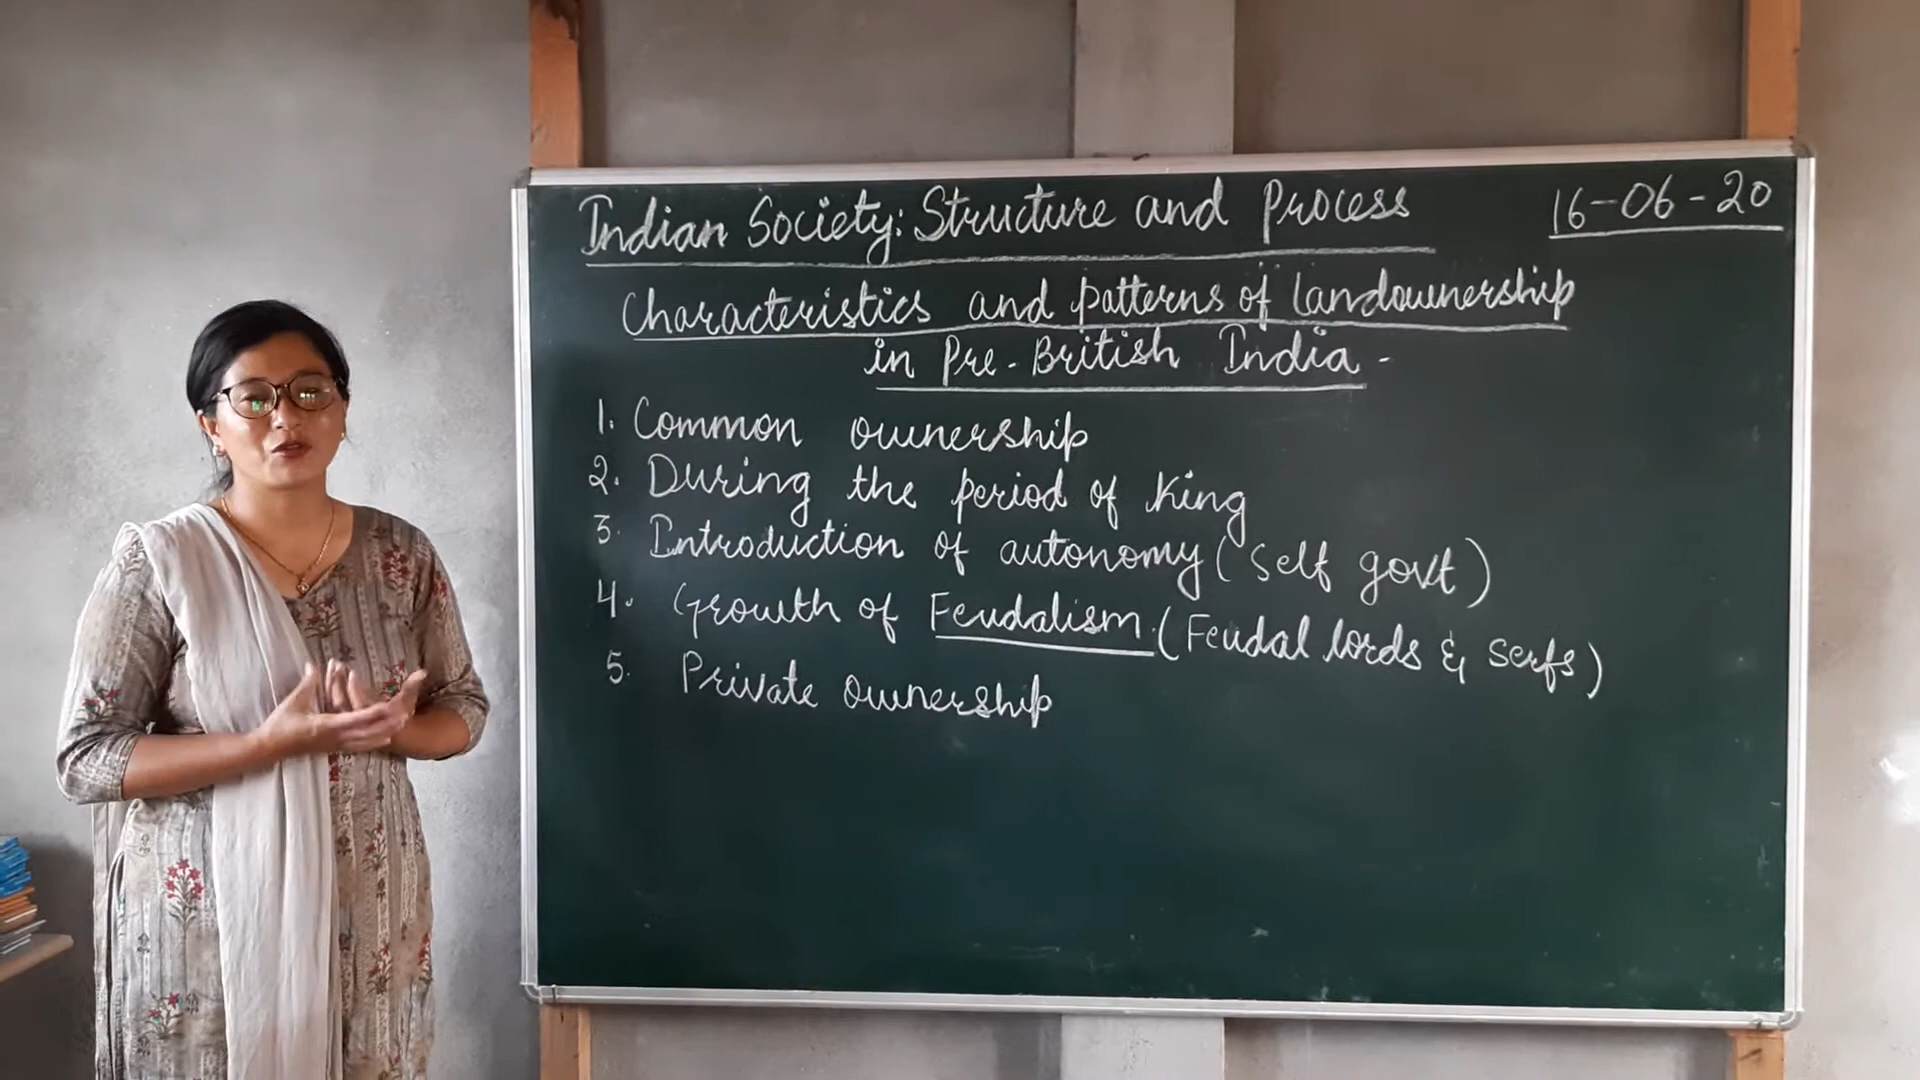 Indian Society: Structure and Process
16-06-20
Characteristics and patterns of landownership
in Pre-British India -
1. Common ownership
2. During the period of King
3. Introduction of autonomy (self govt)
4. Growth of Feudalism. (Feudal lords & serfs)
5. Private ownership